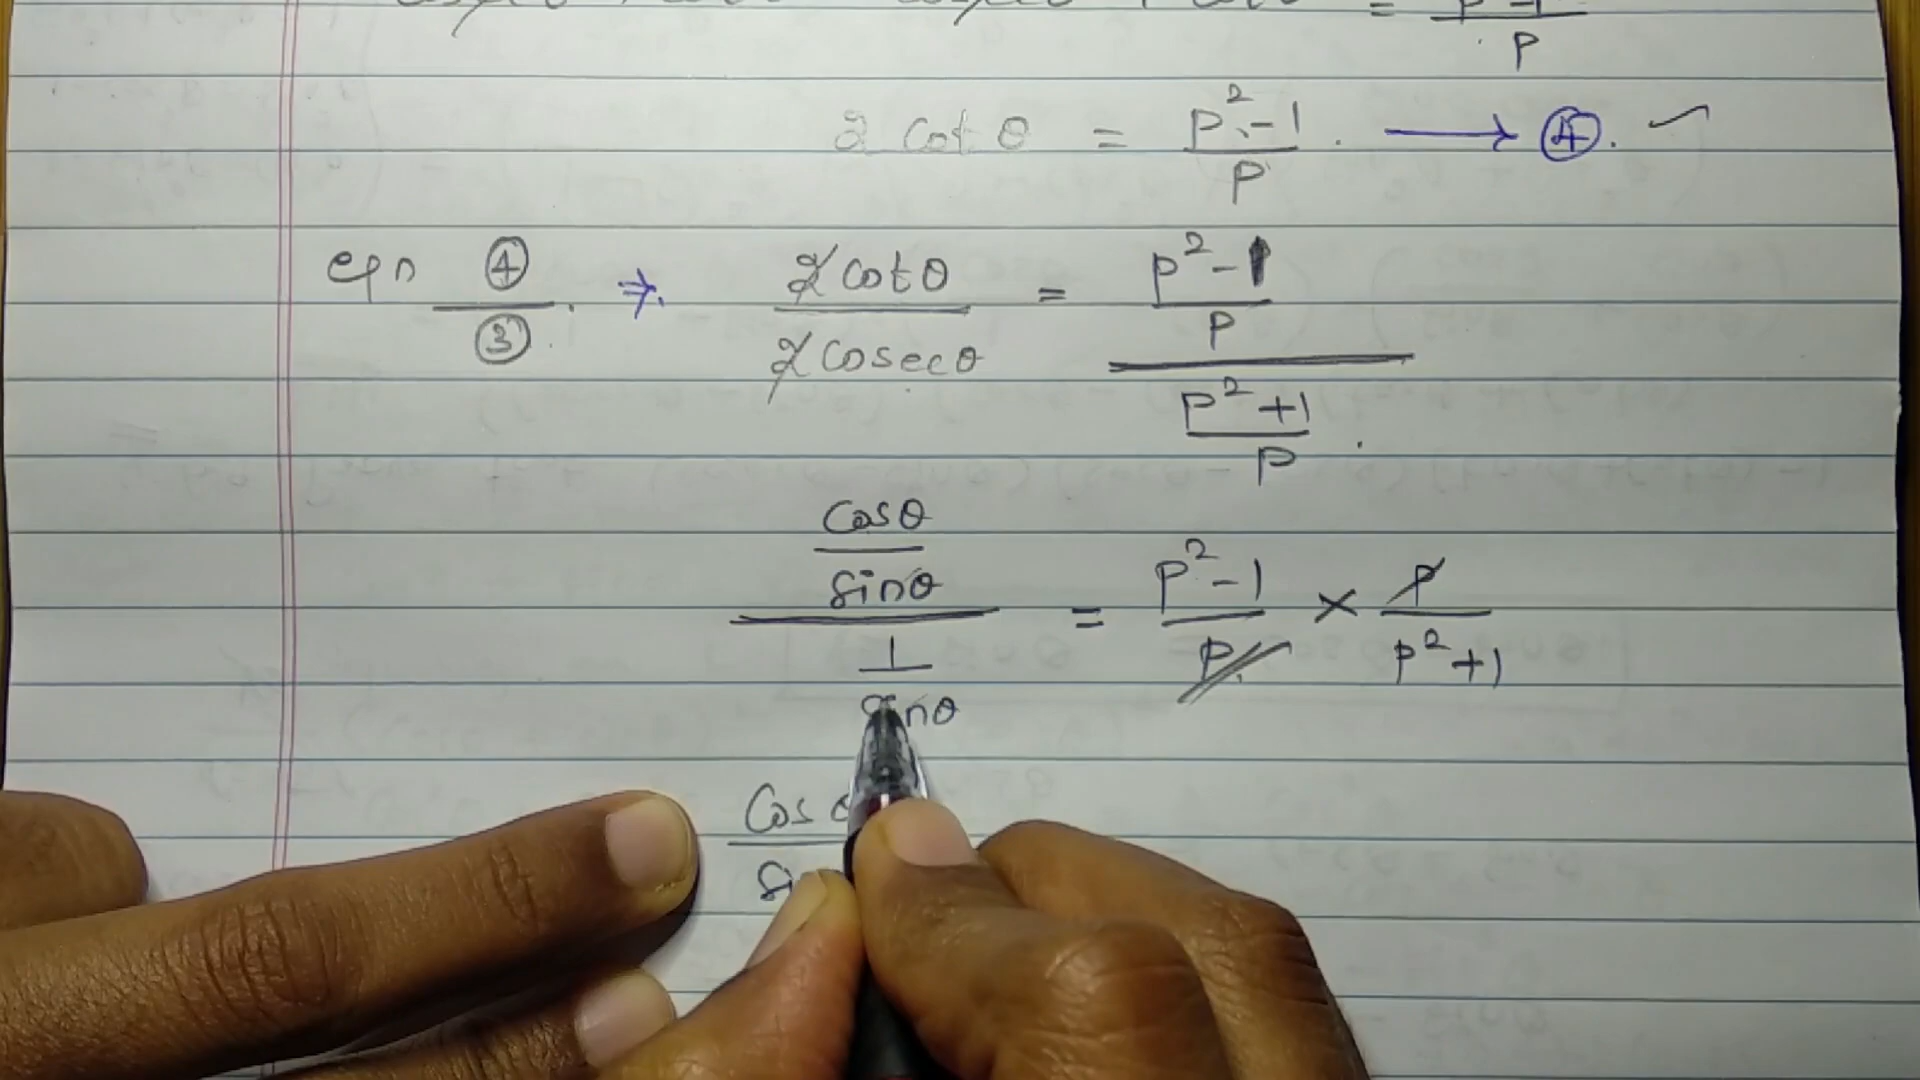 = P
2 cot θ = P² - 1 / P → ④.
eqn ④ / ③ ⇒ 2 cot θ / 2 cosec θ = P² - 1 / P / P² + 1 / P
cos θ / sin θ / 1 / sin θ = P² - 1 / P × P / P² + 1
Cos